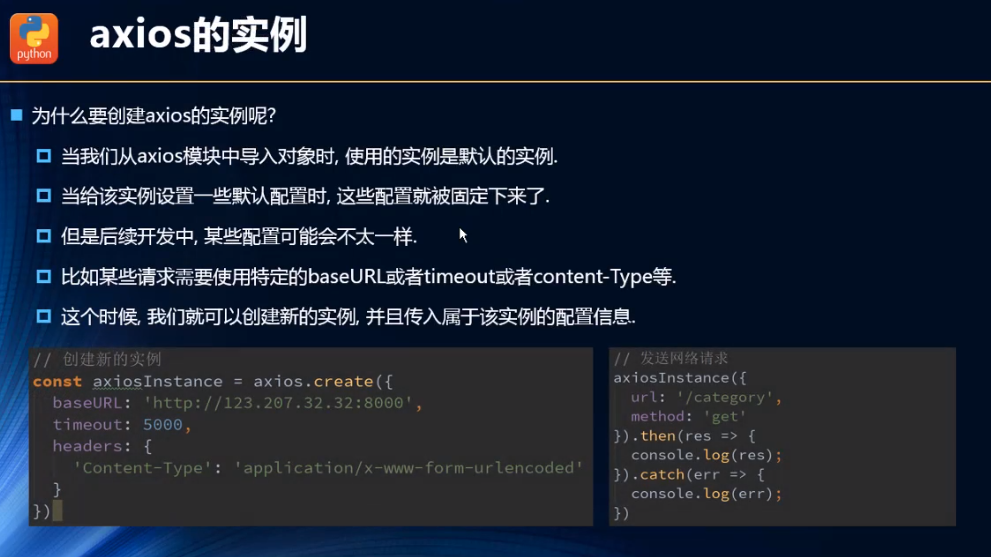 python
axios的实例
为什么要创建axios的实例呢?
当我们从axios模块中导入对象时, 使用的实例是默认的实例.
当给该实例设置一些默认配置时, 这些配置就被固定下来了.
但是后续开发中, 某些配置可能会不太一样.
比如某些请求需要使用特定的baseURL或者timeout或者content-Type等.
这个时候, 我们就可以创建新的实例, 并且传入属于该实例的配置信息.
// 创建新的实例
const axiosInstance = axios.create({
  baseURL: 'http://123.207.32.32:8000',
  timeout: 5000,
  headers: {
    'Content-Type': 'application/x-www-form-urlencoded'
  }
})
// 发送网络请求
axiosInstance({
  url: '/category',
  method: 'get'
}).then(res => {
  console.log(res);
}).catch(err => {
  console.log(err);
})